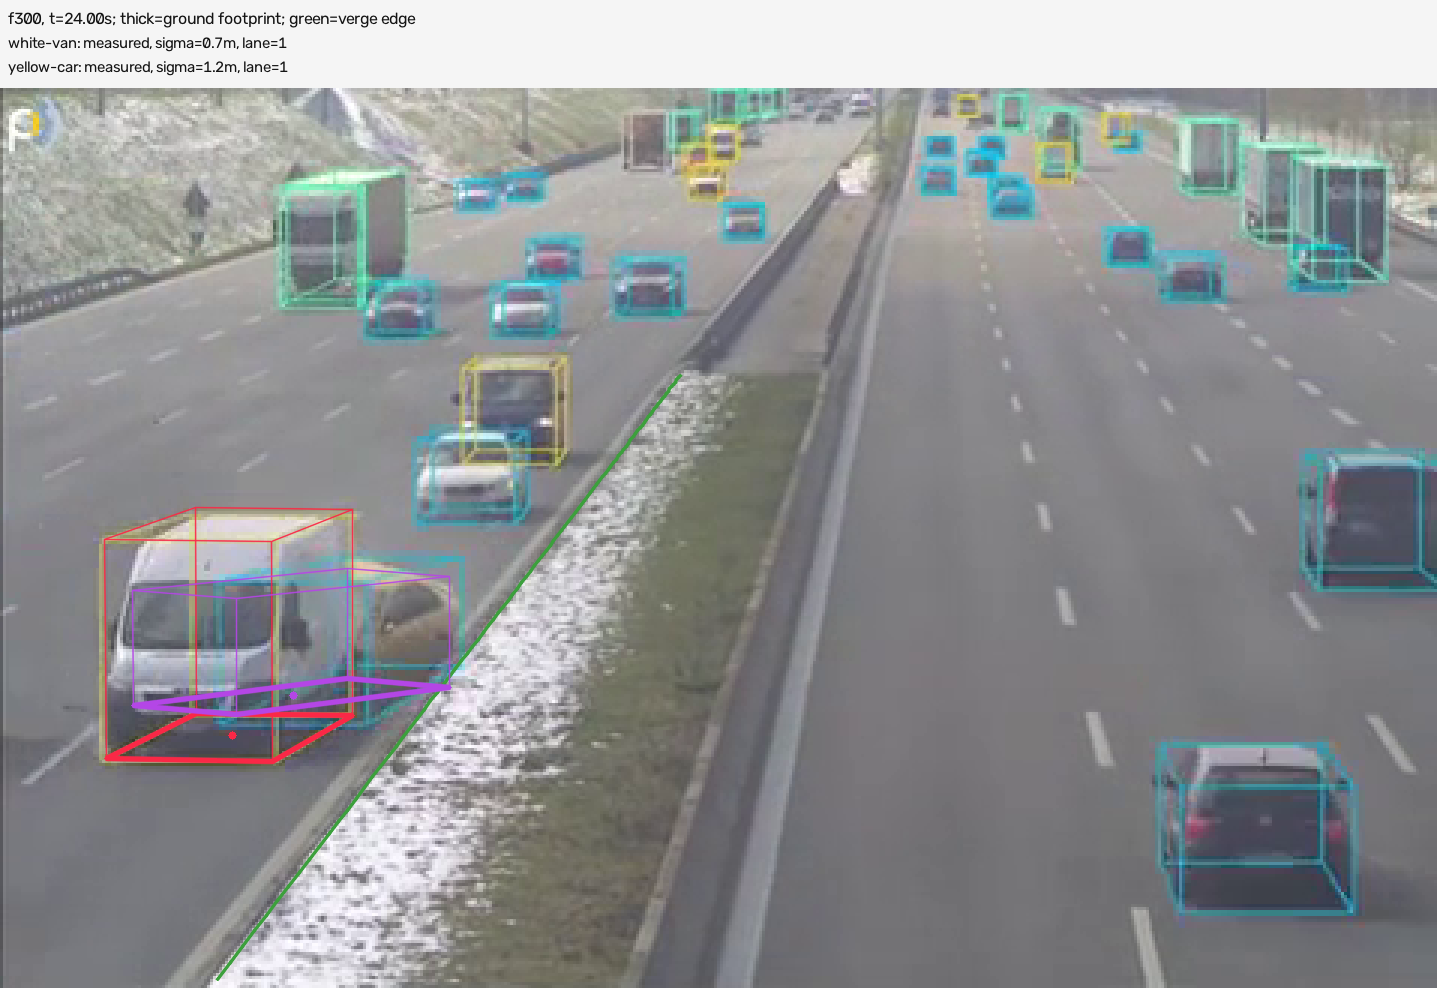 f300, t=24.00s; thick=ground footprint; green=verge edge
white-van: measured, sigma=0.7m, lane=1
yellow-car: measured, sigma=1.2m, lane=1